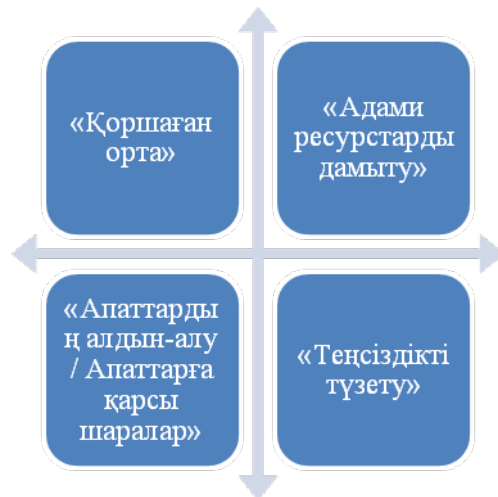 «Қоршаған
орта»
«Адами
ресурстарды
дамыту»
«Апаттарды
ң алдын-алу
/ Апаттарға
қарсы
шаралар»
«Теңсіздікті
түзету»